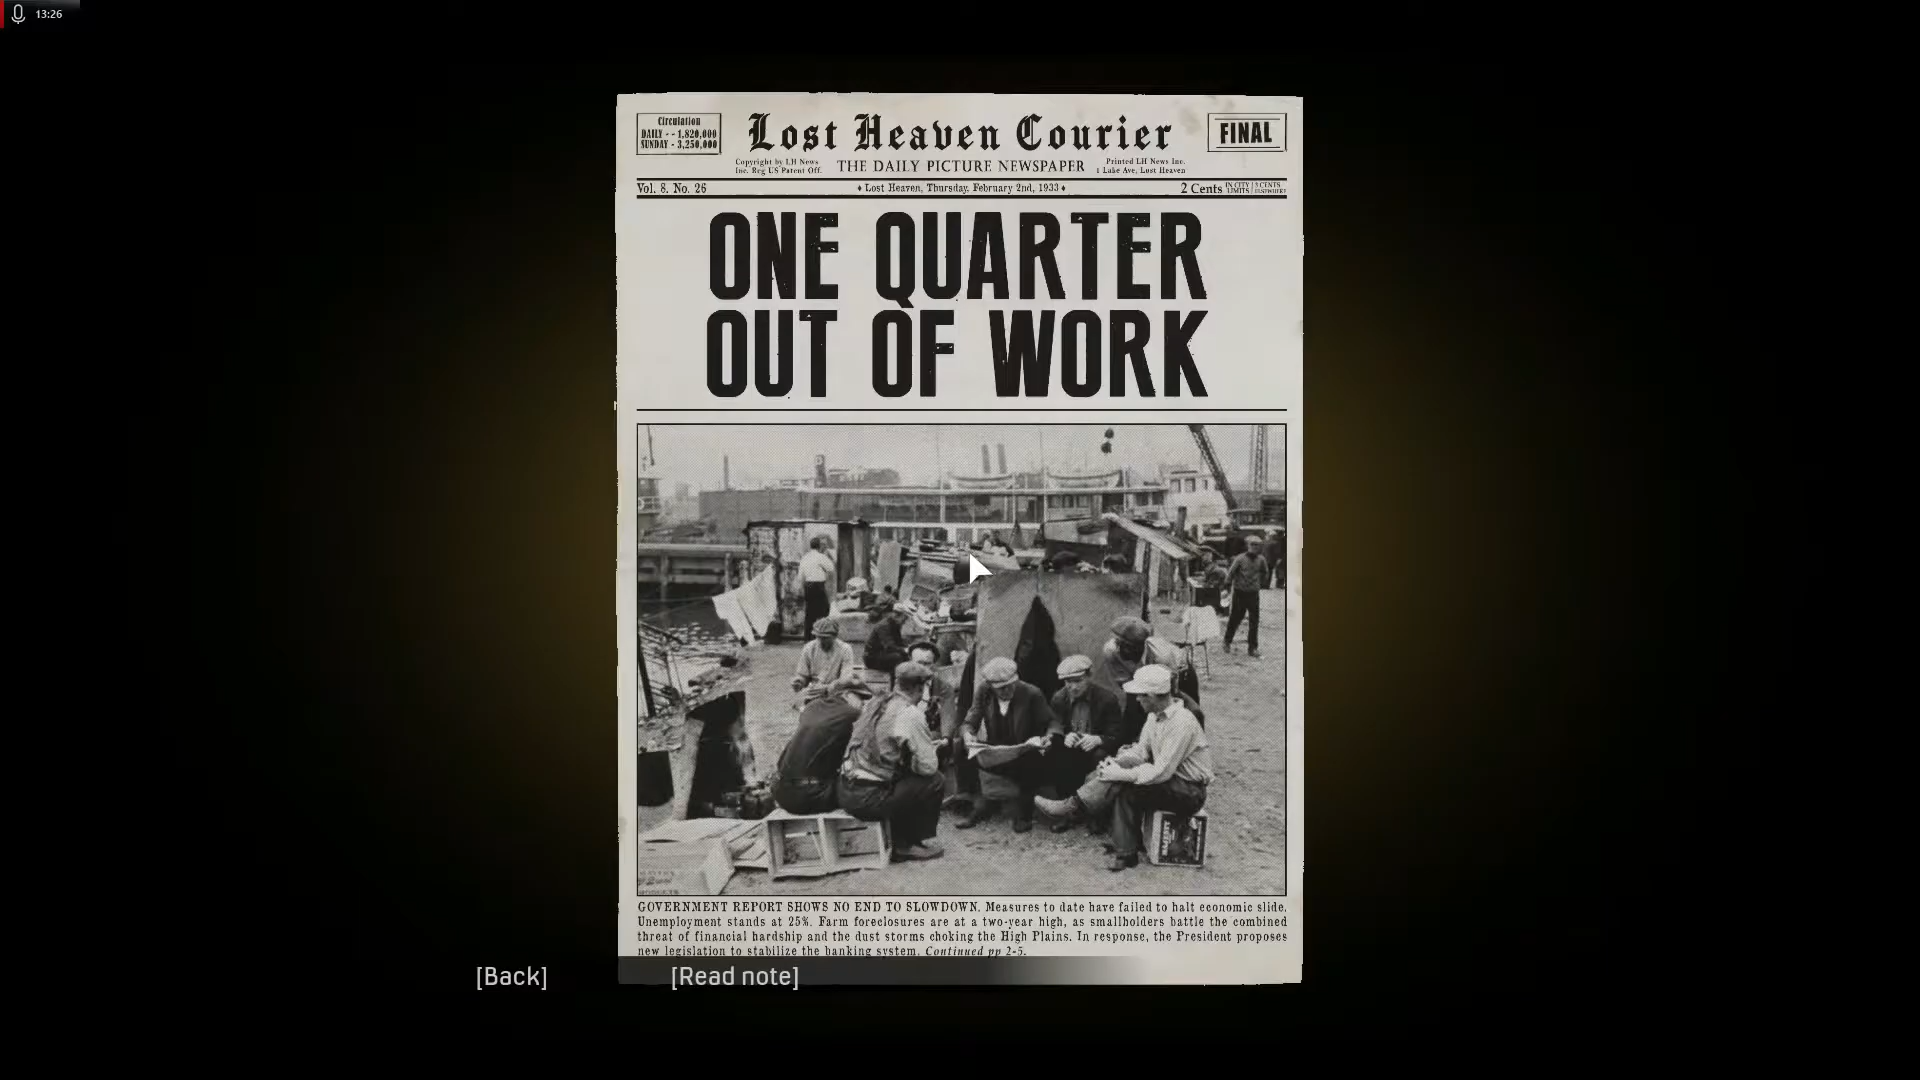 13:26
Circulation
DAILY - - 1,820,000
SUNDAY - 3,250,000
Lost Heaven Courier
FINAL
Copyright by LH News
Inc. Reg US Patent Off.
THE DAILY PICTURE NEWSPAPER
Printed LH News Inc.
1 Lake Ave, Lost Heaven
Vol. 8. No. 26
Lost Heaven, Thursday, February 2nd, 1933
2 Cents IN CITY LIMITS 3 CENTS ELSEWHERE
ONE QUARTER
OUT OF WORK
GOVERNMENT REPORT SHOWS NO END TO SLOWDOWN. Measures to date have failed to halt economic slide.
Unemployment stands at 25%. Farm foreclosures are at a two-year high, as smallholders battle the combined
threat of financial hardship and the dust storms choking the High Plains. In response, the President proposes
new legislation to stabilize the banking system. Continued pp 2-5.
[Back]
[Read note]